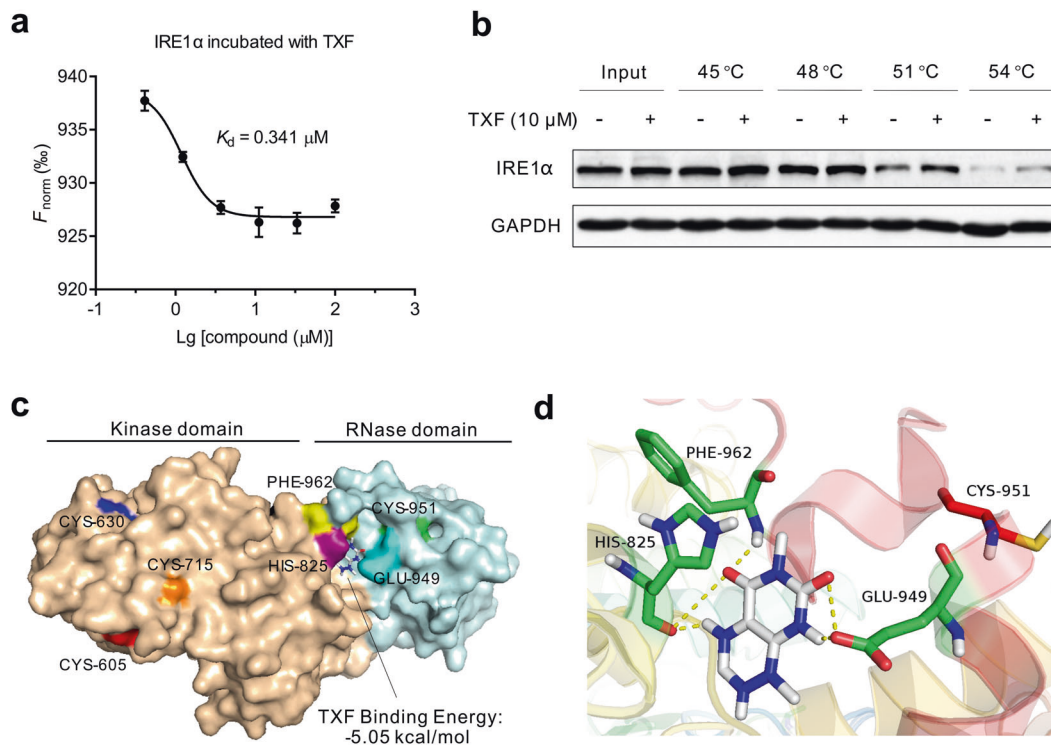 a
IRE1α incubated with TXF
940
935
930
925
920
Fnorm (‰)
Kd = 0.341 μM
-1 0 1 2 3
Lg [compound (μM)]
b
Input 45 °C 48 °C 51 °C 54 °C
TXF (10 μM) - + - + - + - + - +
IRE1α
GAPDH
c
Kinase domain RNase domain
PHE-962
CYS-951
CYS-630
CYS-715
HIS-825
GLU-949
CYS-605
TXF Binding Energy:
-5.05 kcal/mol
d
PHE-962
CYS-951
HIS-825
GLU-949